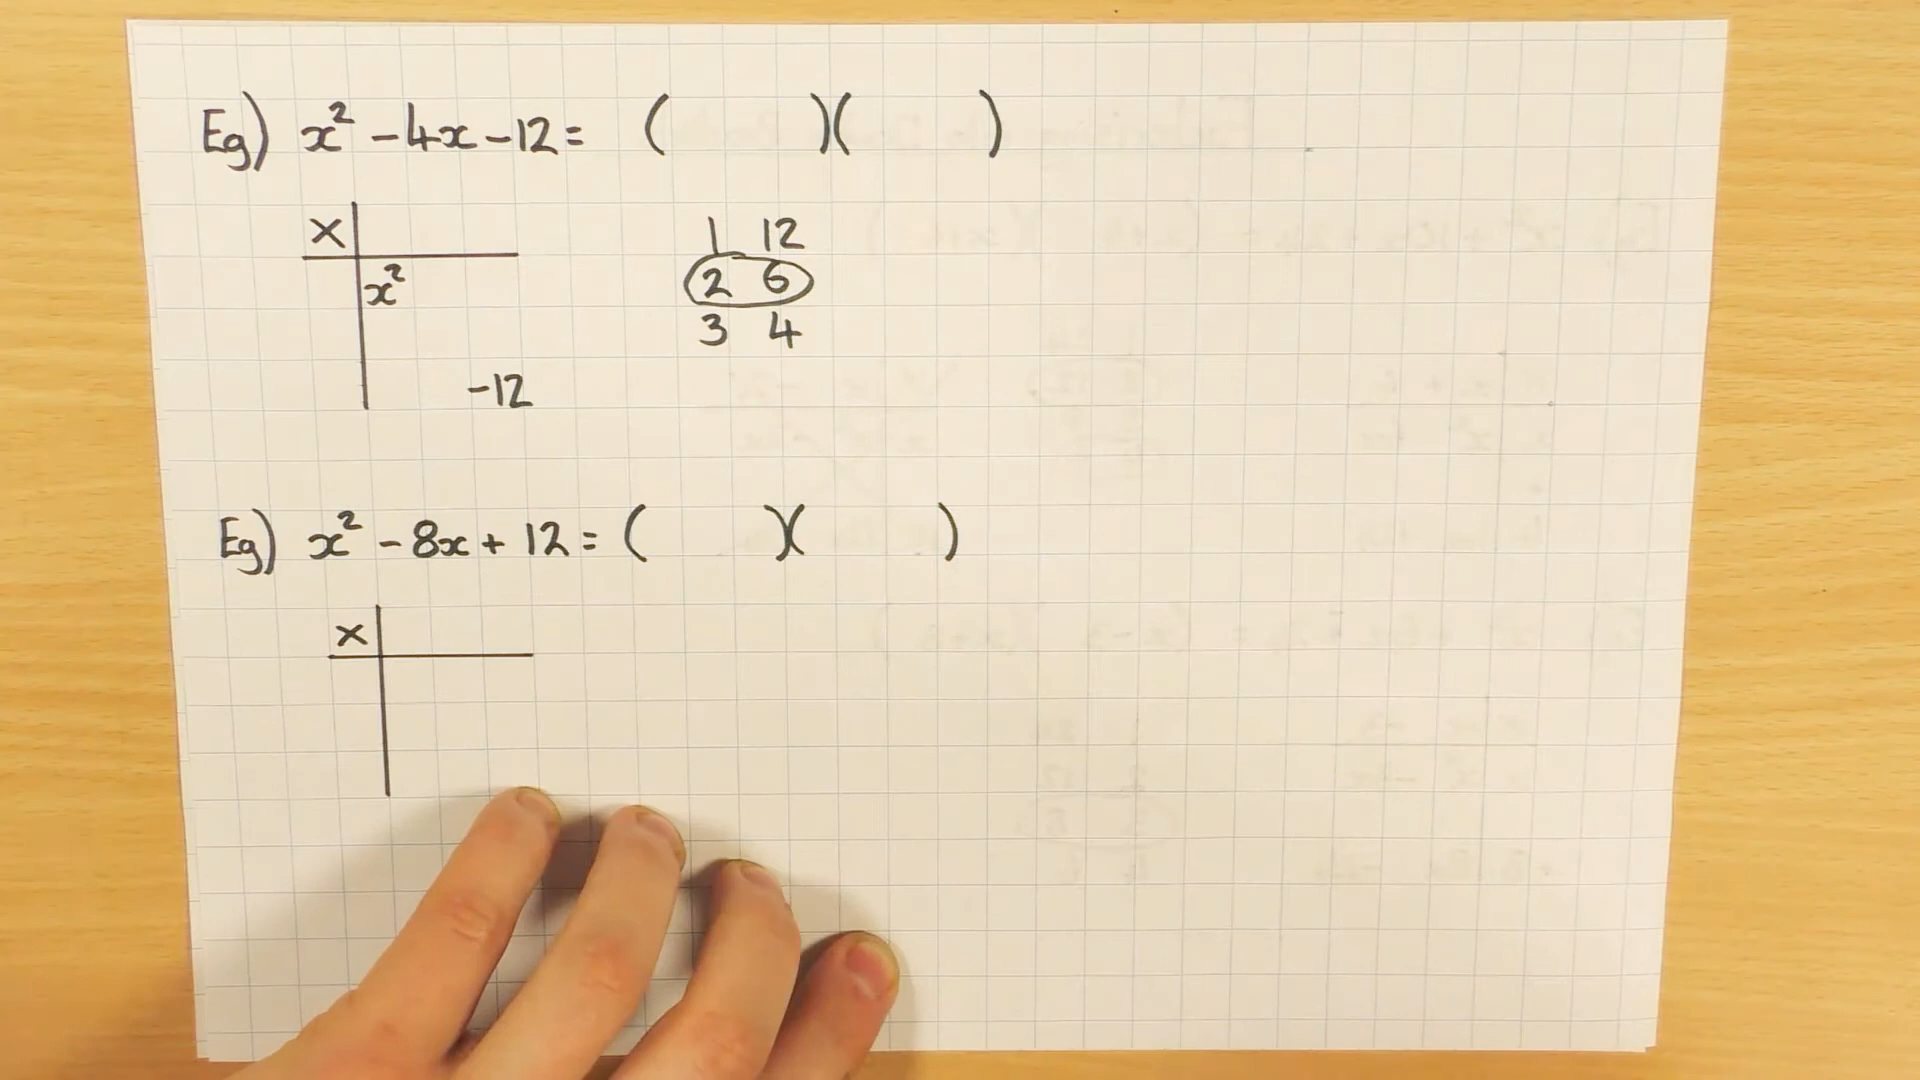 Eg) x² - 4x - 12 = (        )(        )
×
x²
-12
1 12
2 6
3 4
Eg) x² - 8x + 12 = (        )(        )
×